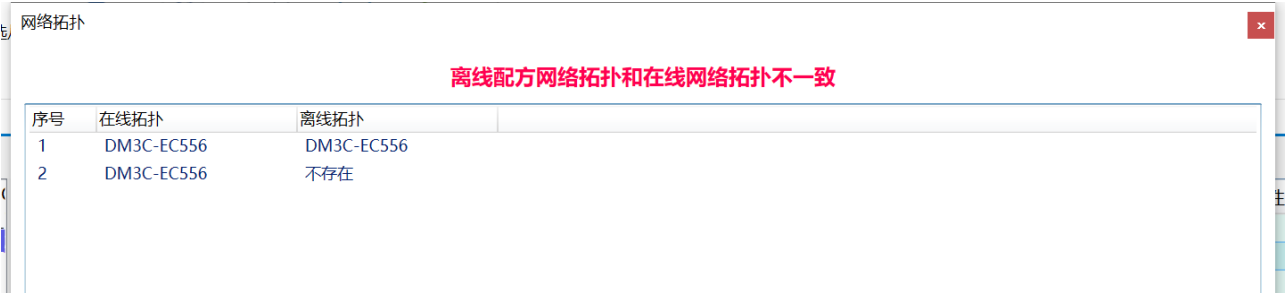 网络拓扑
×
离线配方网络拓扑和在线网络拓扑不一致
序号 在线拓扑 离线拓扑
1 DM3C-EC556 DM3C-EC556
2 DM3C-EC556 不存在
性